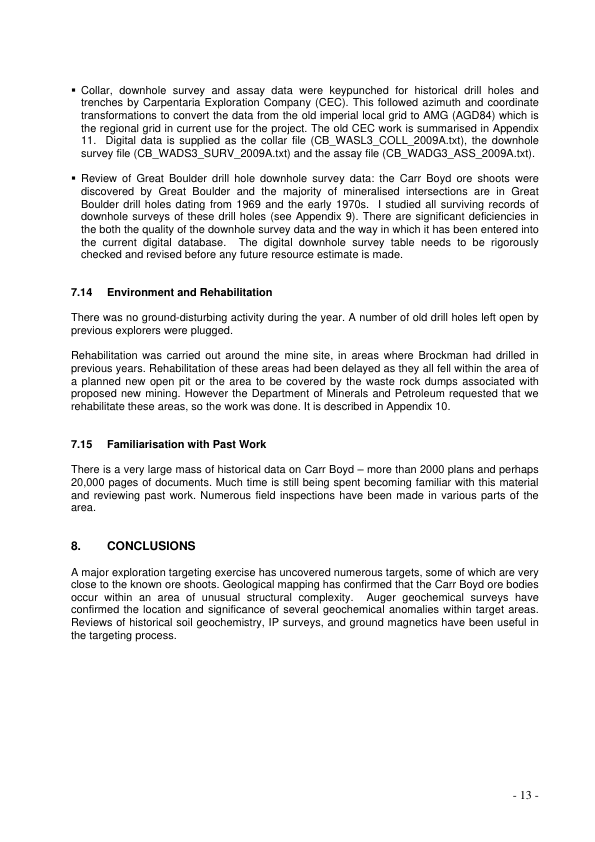 ▪ Collar, downhole survey and assay data were keypunched for historical drill holes and
trenches by Carpentaria Exploration Company (CEC). This followed azimuth and coordinate
transformations to convert the data from the old imperial local grid to AMG (AGD84) which is
the regional grid in current use for the project. The old CEC work is summarised in Appendix
11.  Digital data is supplied as the collar file (CB_WASL3_COLL_2009A.txt), the downhole
survey file (CB_WADS3_SURV_2009A.txt) and the assay file (CB_WADG3_ASS_2009A.txt).
▪ Review of Great Boulder drill hole downhole survey data: the Carr Boyd ore shoots were
discovered by Great Boulder and the majority of mineralised intersections are in Great
Boulder drill holes dating from 1969 and the early 1970s.  I studied all surviving records of
downhole surveys of these drill holes (see Appendix 9). There are significant deficiencies in
the both the quality of the downhole survey data and the way in which it has been entered into
the current digital database.  The digital downhole survey table needs to be rigorously
checked and revised before any future resource estimate is made.
7.14 Environment and Rehabilitation
There was no ground-disturbing activity during the year. A number of old drill holes left open by
previous explorers were plugged.
Rehabilitation was carried out around the mine site, in areas where Brockman had drilled in
previous years. Rehabilitation of these areas had been delayed as they all fell within the area of
a planned new open pit or the area to be covered by the waste rock dumps associated with
proposed new mining. However the Department of Minerals and Petroleum requested that we
rehabilitate these areas, so the work was done. It is described in Appendix 10.
7.15 Familiarisation with Past Work
There is a very large mass of historical data on Carr Boyd – more than 2000 plans and perhaps
20,000 pages of documents. Much time is still being spent becoming familiar with this material
and reviewing past work. Numerous field inspections have been made in various parts of the
area.
8. CONCLUSIONS
A major exploration targeting exercise has uncovered numerous targets, some of which are very
close to the known ore shoots. Geological mapping has confirmed that the Carr Boyd ore bodies
occur within an area of unusual structural complexity.  Auger geochemical surveys have
confirmed the location and significance of several geochemical anomalies within target areas.
Reviews of historical soil geochemistry, IP surveys, and ground magnetics have been useful in
the targeting process.
- 13 -